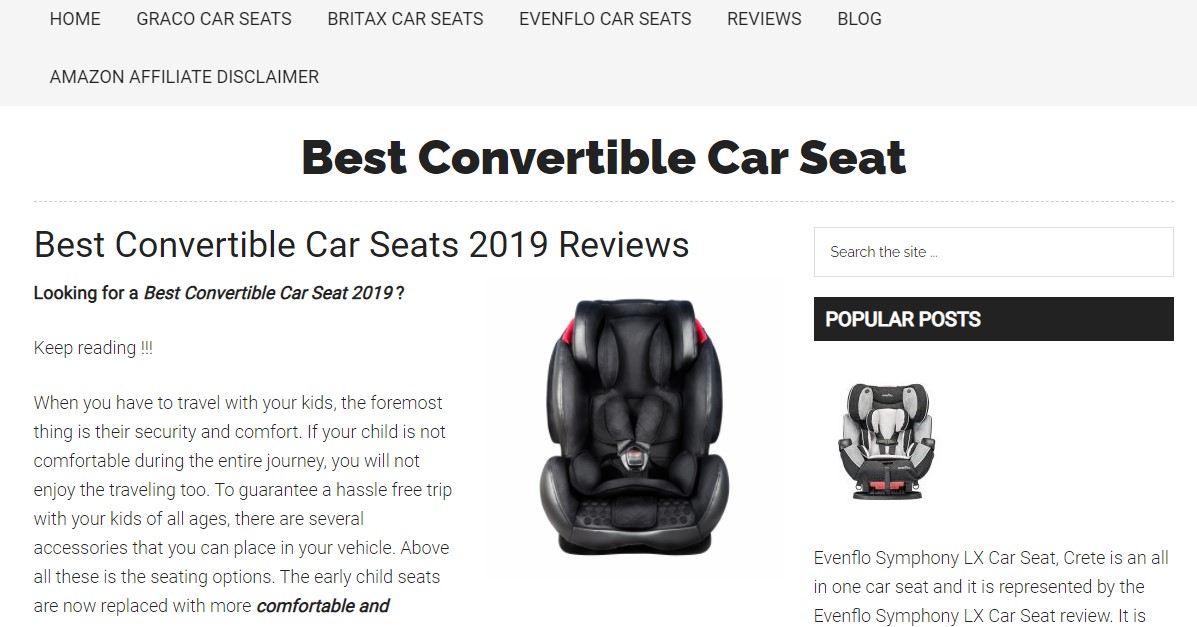 HOME GRACO CAR SEATS BRITAX CAR SEATS EVENFLO CAR SEATS REVIEWS BLOG
AMAZON AFFILIATE DISCLAIMER
Best Convertible Car Seat
Best Convertible Car Seats 2019 Reviews
Looking for a Best Convertible Car Seat 2019 ?
Keep reading !!!
When you have to travel with your kids, the foremost
thing is their security and comfort. If your child is not
comfortable during the entire journey, you will not
enjoy the traveling too. To guarantee a hassle free trip
with your kids of all ages, there are several
accessories that you can place in your vehicle. Above
all these is the seating options. The early child seats
are now replaced with more comfortable and
Search the site ...
POPULAR POSTS
Evenflo Symphony LX Car Seat, Crete is an all
in one car seat and it is represented by the
Evenflo Symphony LX Car Seat review. It is